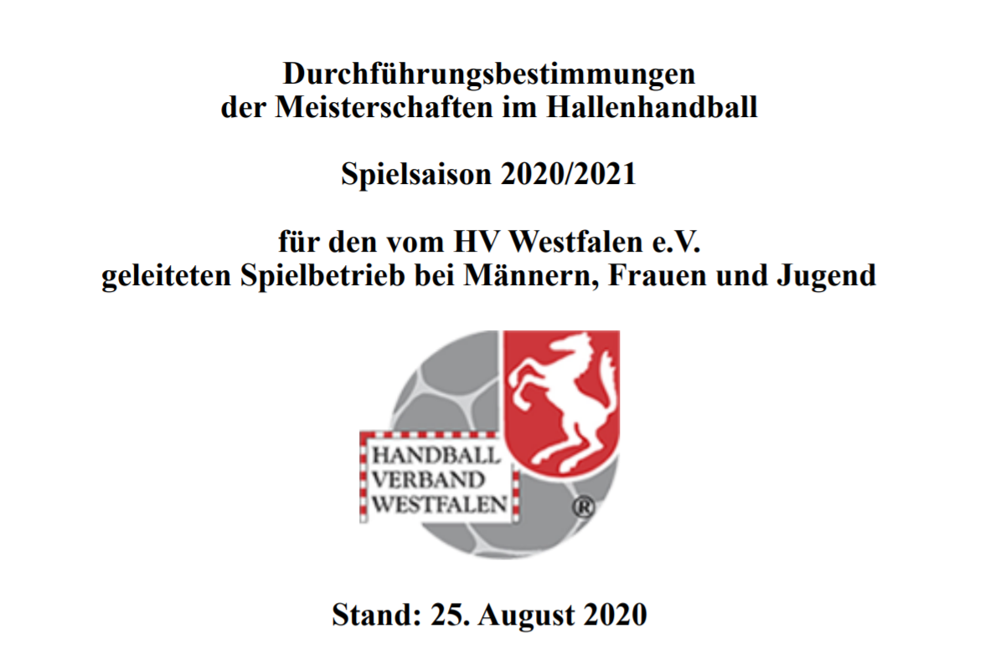 Durchführungsbestimmungen
der Meisterschaften im Hallenhandball
Spielsaison 2020/2021
für den vom HV Westfalen e.V.
geleiteten Spielbetrieb bei Männern, Frauen und Jugend
HANDBALL
VERBAND
WESTFALEN
®
Stand: 25. August 2020